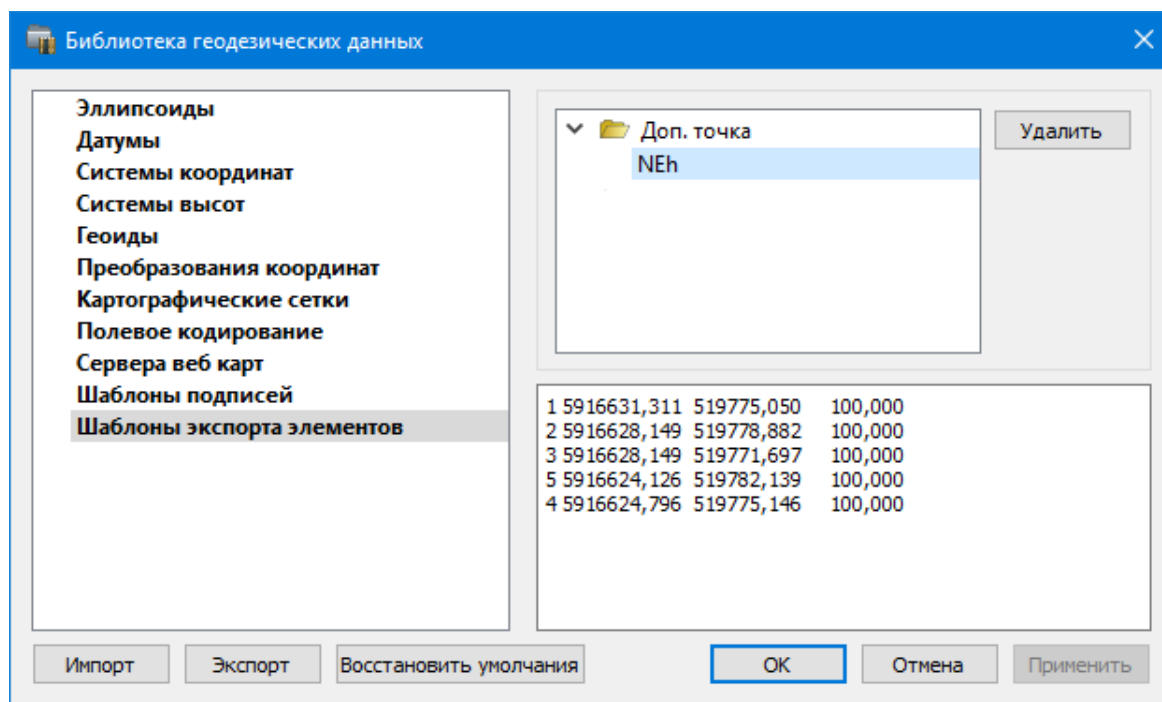 Библиотека геодезических данных
Эллипсоиды
Датумы
Системы координат
Системы высот
Геоиды
Преобразования координат
Картографические сетки
Полевое кодирование
Сервера веб карт
Шаблоны подписей
Шаблоны экспорта элементов
Доп. точка
NEh
Удалить
1 5916631,311 519775,050 100,000
2 5916628,149 519778,882 100,000
3 5916628,149 519771,697 100,000
5 5916624,126 519782,139 100,000
4 5916624,796 519775,146 100,000
Импорт Экспорт Восстановить умолчания OK Отмена Применить